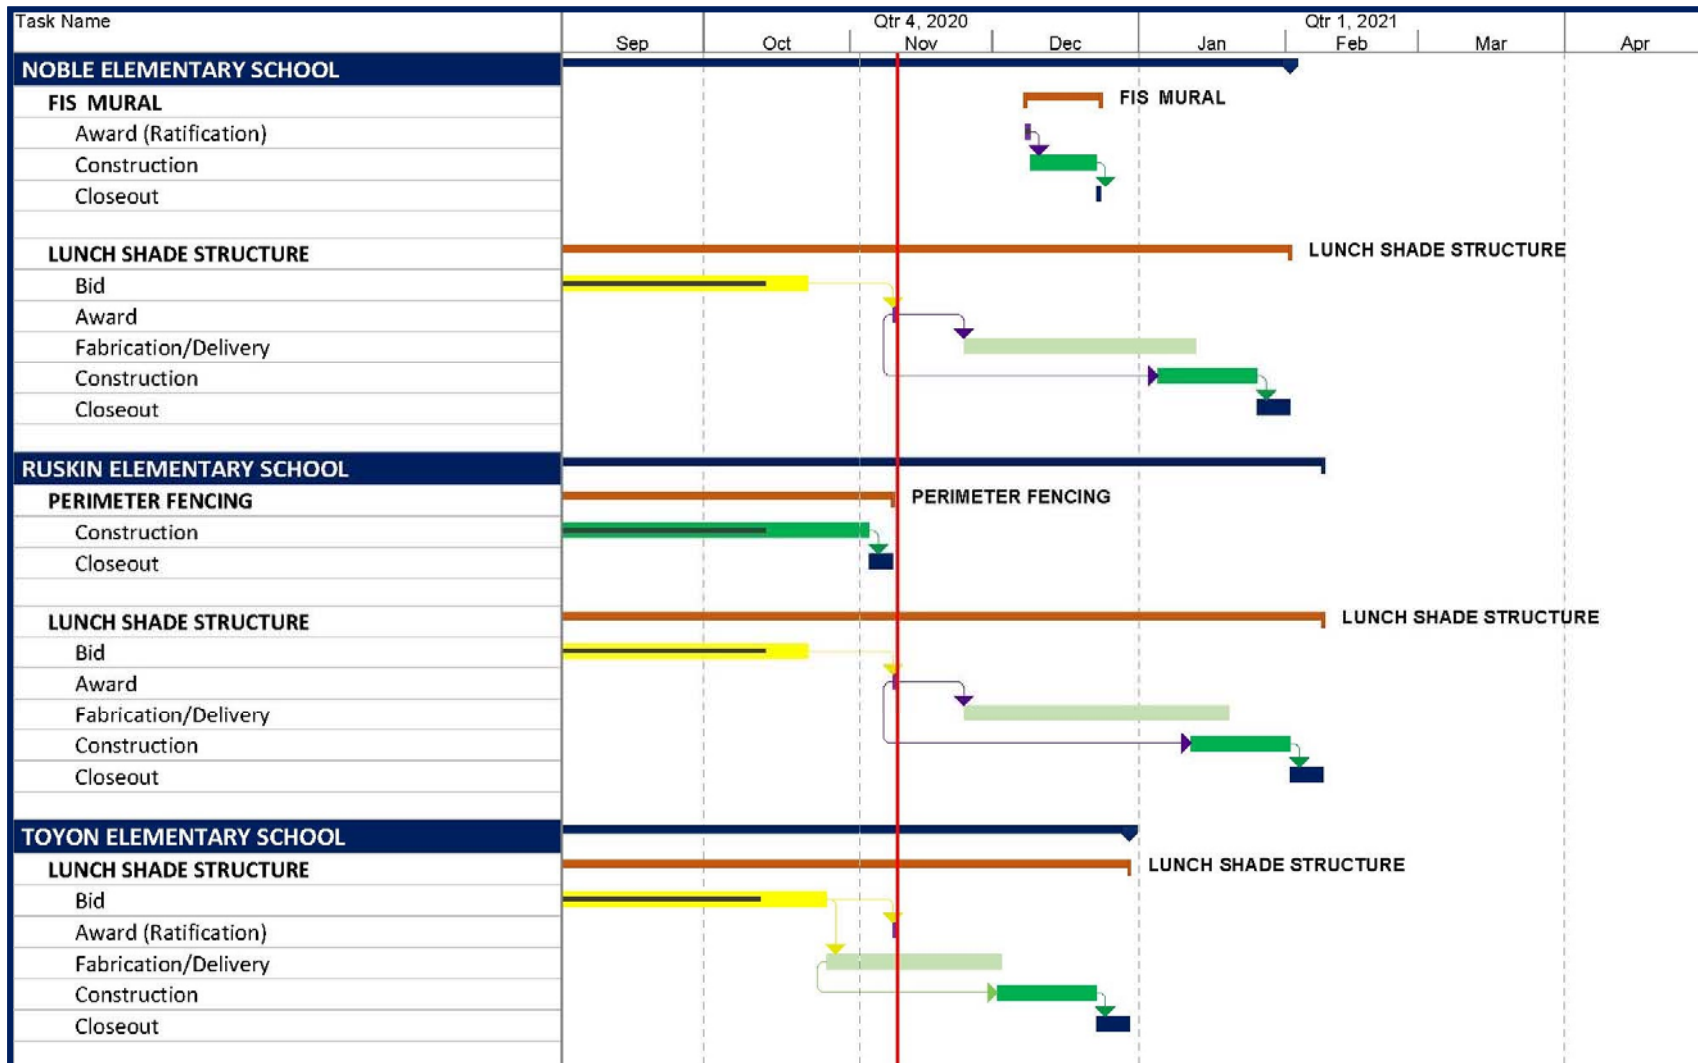 Task Name Qtr 4, 2020 Qtr 1, 2021
Sep Oct Nov Dec Jan Feb Mar Apr
NOBLE ELEMENTARY SCHOOL
FIS MURAL FIS MURAL
Award (Ratification)
Construction
Closeout
LUNCH SHADE STRUCTURE LUNCH SHADE STRUCTURE
Bid
Award
Fabrication/Delivery
Construction
Closeout
RUSKIN ELEMENTARY SCHOOL
PERIMETER FENCING PERIMETER FENCING
Construction
Closeout
LUNCH SHADE STRUCTURE LUNCH SHADE STRUCTURE
Bid
Award
Fabrication/Delivery
Construction
Closeout
TOYON ELEMENTARY SCHOOL
LUNCH SHADE STRUCTURE LUNCH SHADE STRUCTURE
Bid
Award (Ratification)
Fabrication/Delivery
Construction
Closeout